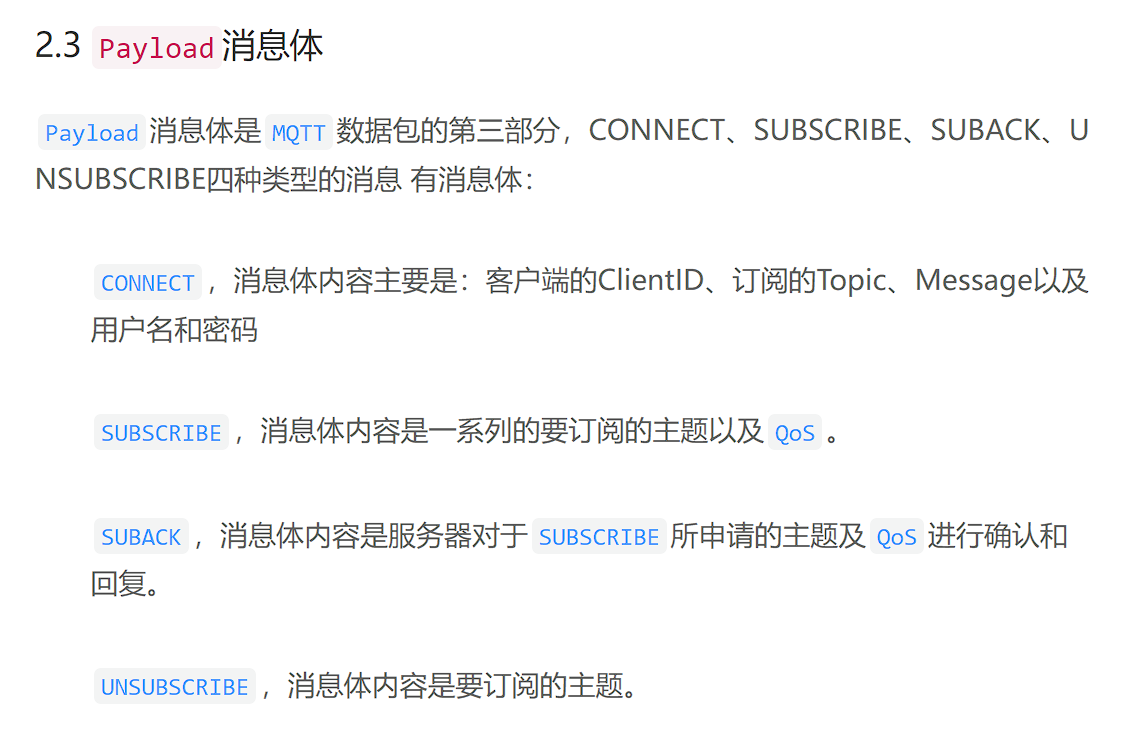 2.3 Payload消息体
Payload 消息体是 MQTT 数据包的第三部分，CONNECT、SUBSCRIBE、SUBACK、U
NSUBSCRIBE四种类型的消息 有消息体：
CONNECT ，消息体内容主要是：客户端的ClientID、订阅的Topic、Message以及
用户名和密码
SUBSCRIBE ，消息体内容是一系列的要订阅的主题以及 QoS 。
SUBACK ，消息体内容是服务器对于 SUBSCRIBE 所申请的主题及 QoS 进行确认和
回复。
UNSUBSCRIBE ，消息体内容是要订阅的主题。